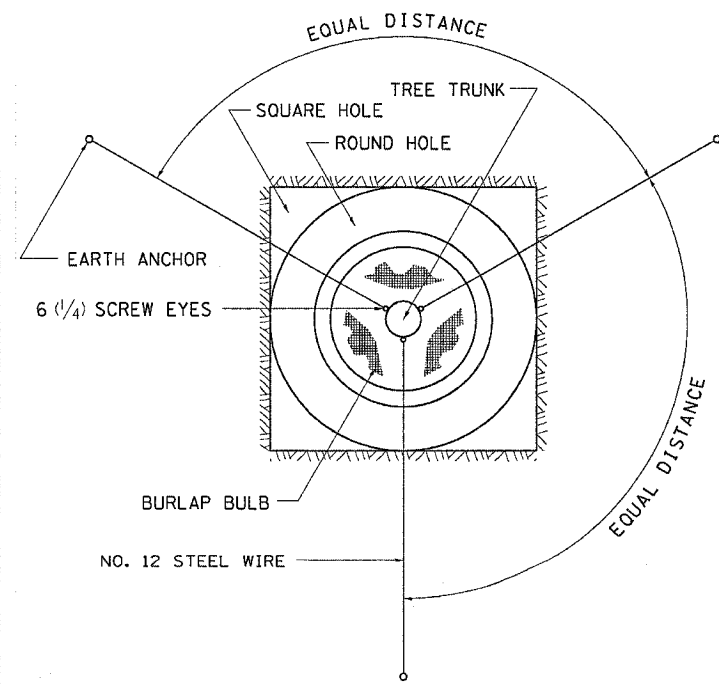 EQUAL DISTANCE
TREE TRUNK
SQUARE HOLE
ROUND HOLE
EARTH ANCHOR
6 (1/4) SCREW EYES
EQUAL DISTANCE
BURLAP BULB
NO. 12 STEEL WIRE